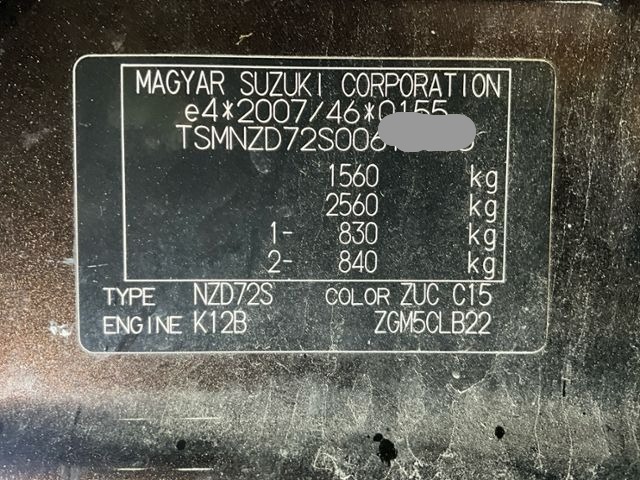 MAGYAR SUZUKI CORPORATION
e4*2007/46*0155
TSMNZD72S00
1560 kg
2560 kg
1- 830 kg
2- 840 kg
TYPE NZD72S COLOR ZUC C15
ENGINE K12B ZGM5CLB22